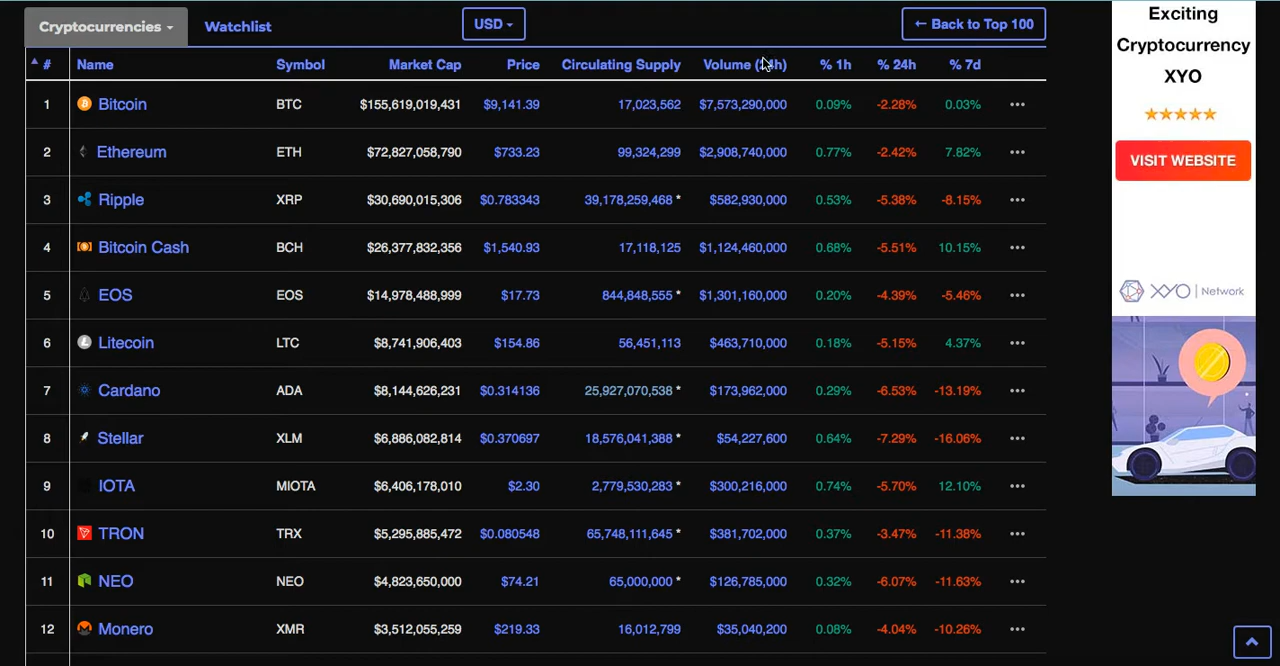 Cryptocurrencies Watchlist USD ← Back to Top 100
# Name Symbol Market Cap Price Circulating Supply Volume (24h) % 1h % 24h % 7d
1 Bitcoin BTC $155,619,019,431 $9,141.39 17,023,562 $7,573,290,000 0.09% -2.28% 0.03%
2 Ethereum ETH $72,827,058,790 $733.23 99,324,299 $2,908,740,000 0.77% -2.42% 7.82%
3 Ripple XRP $30,690,015,306 $0.783343 39,178,259,468 * $582,930,000 0.53% -5.38% -8.15%
4 Bitcoin Cash BCH $26,377,832,356 $1,540.93 17,118,125 $1,124,460,000 0.68% -5.51% 10.15%
5 EOS EOS $14,978,488,999 $17.73 844,848,555 * $1,301,160,000 0.20% -4.39% -5.46%
6 Litecoin LTC $8,741,906,403 $154.86 56,451,113 $463,710,000 0.18% -5.15% 4.37%
7 Cardano ADA $8,144,626,231 $0.314136 25,927,070,538 * $173,962,000 0.29% -6.53% -13.19%
8 Stellar XLM $6,886,082,814 $0.370697 18,576,041,388 * $54,227,600 0.64% -7.29% -16.06%
9 IOTA MIOTA $6,406,178,010 $2.30 2,779,530,283 * $300,216,000 0.74% -5.70% 12.10%
10 TRON TRX $5,295,885,472 $0.080548 65,748,111,645 * $381,702,000 0.37% -3.47% -11.38%
11 NEO NEO $4,823,650,000 $74.21 65,000,000 * $126,785,000 0.32% -6.07% -11.63%
12 Monero XMR $3,512,055,259 $219.33 16,012,799 $35,040,200 0.08% -4.04% -10.26%
Exciting
Cryptocurrency
XYO
VISIT WEBSITE
XYO | Network